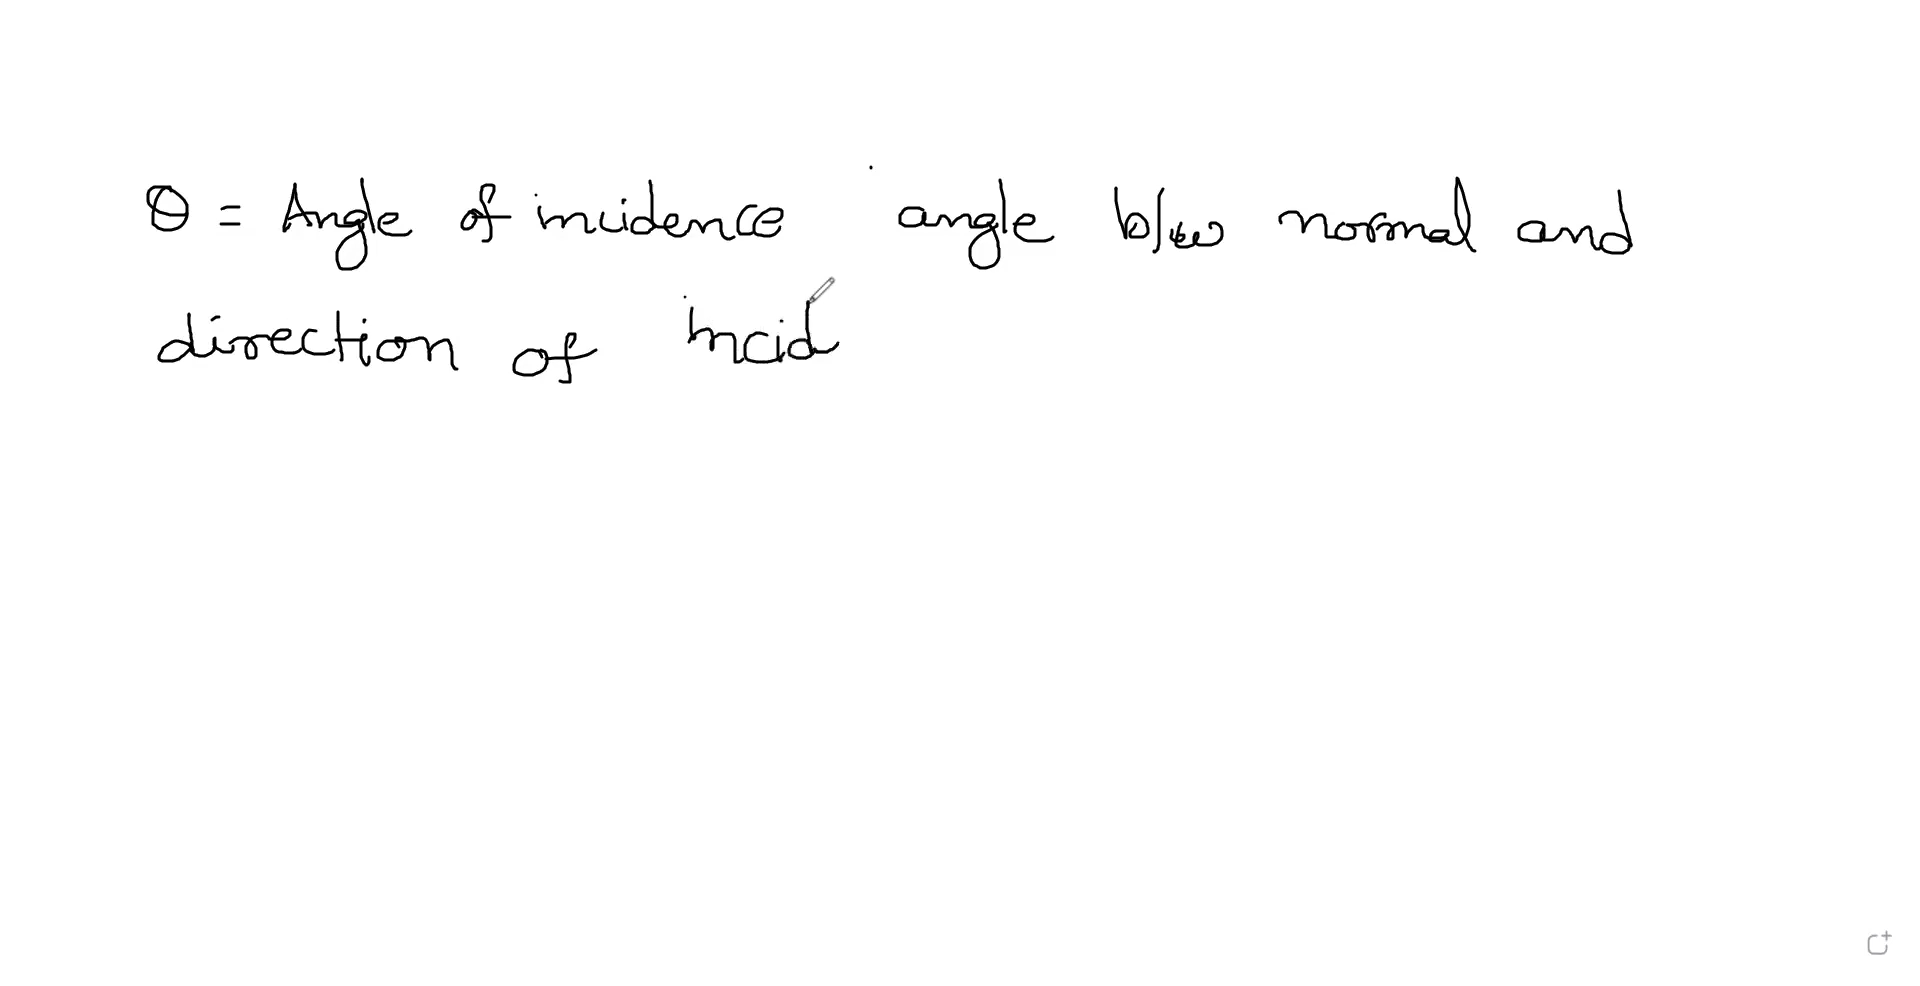 θ = Angle of incidence angle b/w normal and
direction of incid